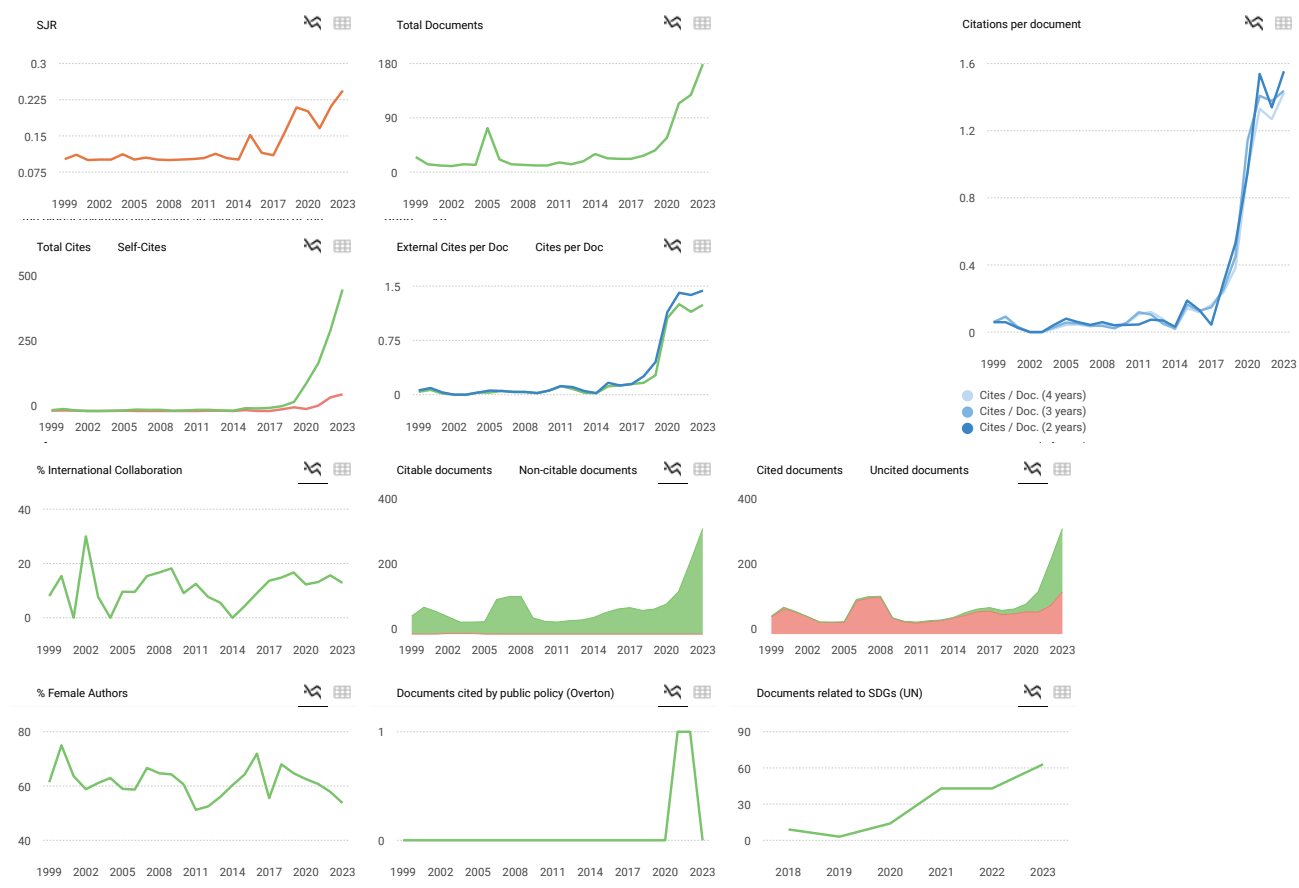 SJR
0.3
0.225
0.15
0.075
1999 2002 2005 2008 2011 2014 2017 2020 2023
Total Documents
180
90
0
1999 2002 2005 2008 2011 2014 2017 2020 2023
Citations per document
1.6
1.2
0.8
0.4
0
1999 2002 2005 2008 2011 2014 2017 2020 2023
Cites / Doc. (4 years)
Cites / Doc. (3 years)
Cites / Doc. (2 years)
Total Cites Self-Cites
500
250
0
1999 2002 2005 2008 2011 2014 2017 2020 2023
External Cites per Doc Cites per Doc
1.5
0.75
0
1999 2002 2005 2008 2011 2014 2017 2020 2023
% International Collaboration
40
20
0
1999 2002 2005 2008 2011 2014 2017 2020 2023
Citable documents Non-citable documents
400
200
0
1999 2002 2005 2008 2011 2014 2017 2020 2023
Cited documents Uncited documents
400
200
0
1999 2002 2005 2008 2011 2014 2017 2020 2023
% Female Authors
80
60
40
1999 2002 2005 2008 2011 2014 2017 2020 2023
Documents cited by public policy (Overton)
1
0
1999 2002 2005 2008 2011 2014 2017 2020 2023
Documents related to SDGs (UN)
90
60
30
0
2018 2019 2020 2021 2022 2023